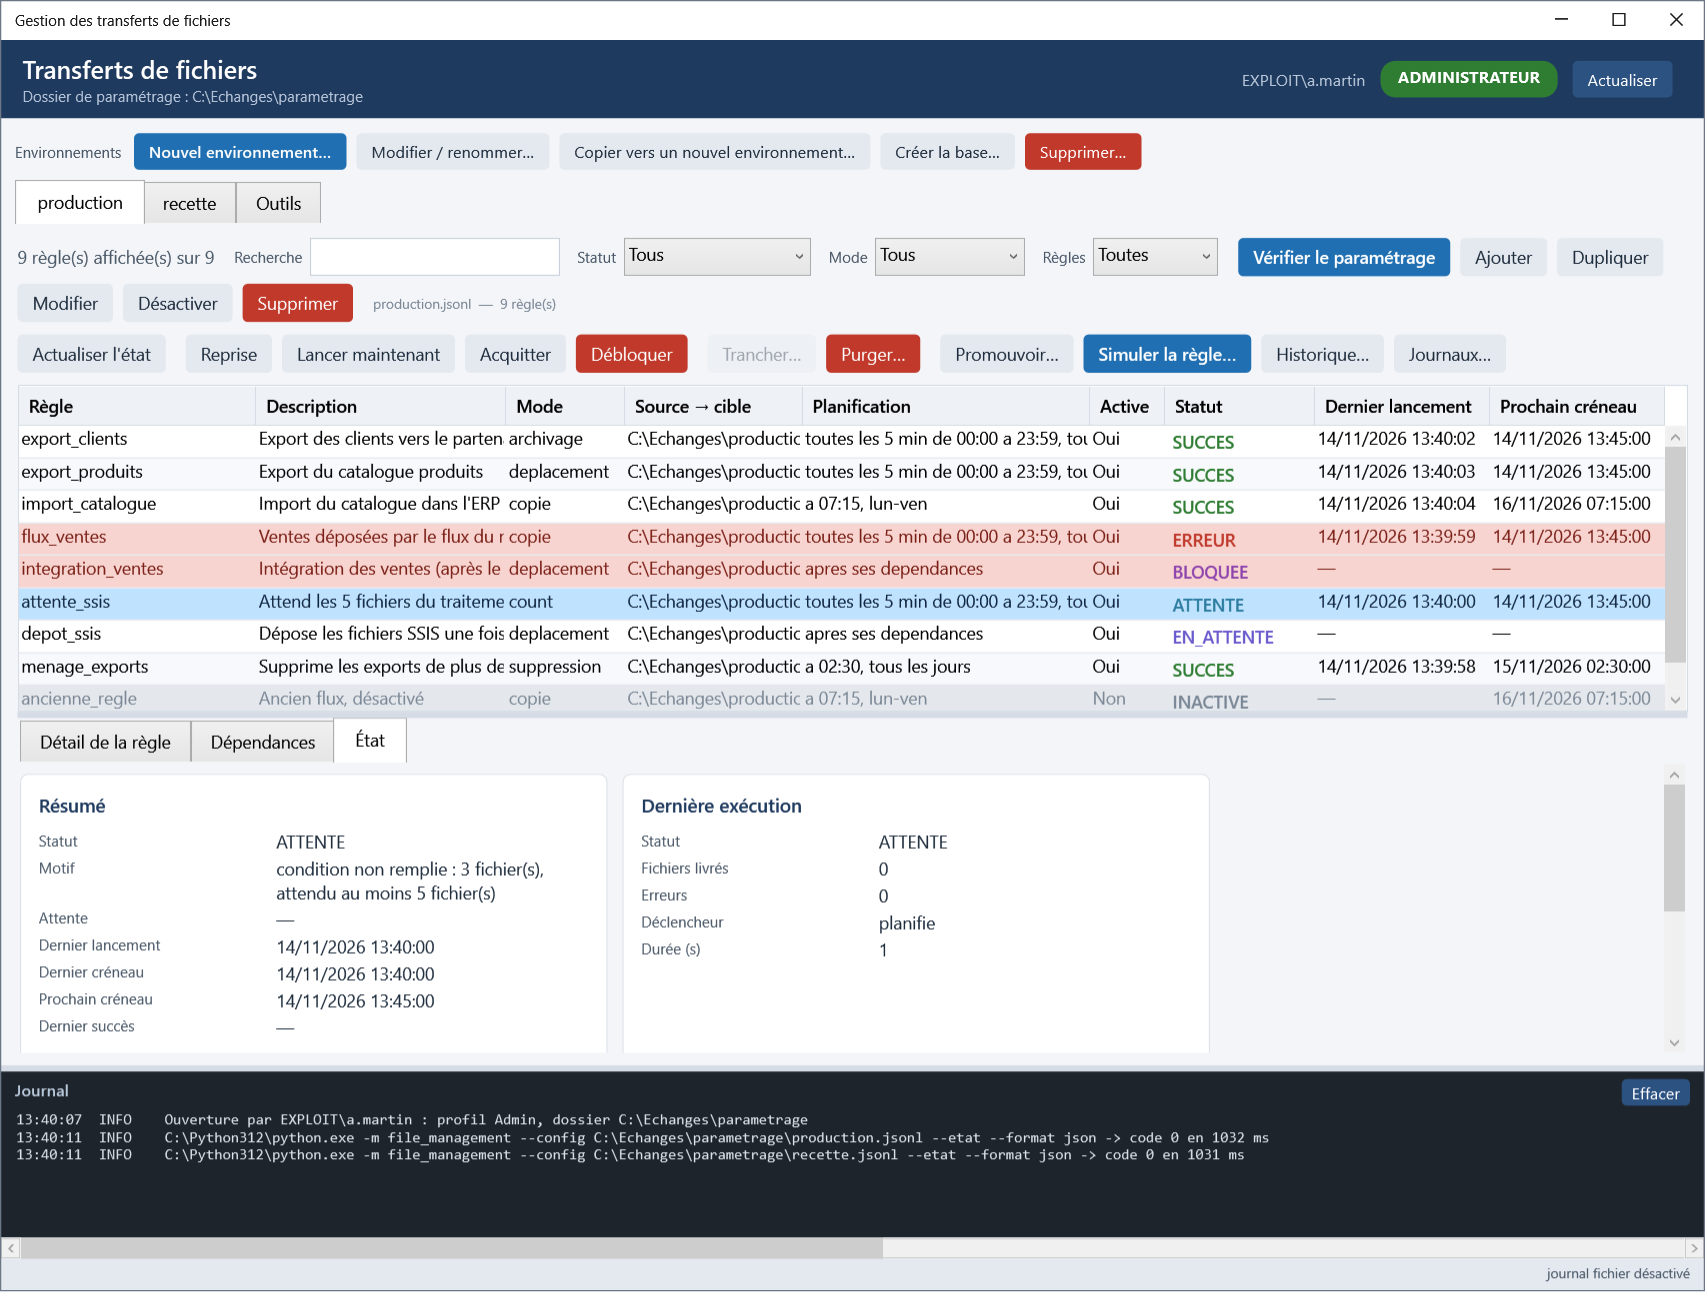 Gestion des transferts de fichiers
Transferts de fichiers
Dossier de paramétrage : C:\Echanges\parametrage
EXPLOIT\a.martin ADMINISTRATEUR Actualiser
Environnements Nouvel environnement... Modifier / renommer... Copier vers un nouvel environnement... Créer la base... Supprimer...
production recette Outils
9 règle(s) affichée(s) sur 9 Recherche Statut Tous Mode Tous Règles Toutes Vérifier le paramétrage Ajouter Dupliquer
Modifier Désactiver Supprimer production.jsonl — 9 règle(s)
Actualiser l'état Reprise Lancer maintenant Acquitter Débloquer Trancher... Purger... Promouvoir... Simuler la règle... Historique... Journaux...
Règle Description Mode Source → cible Planification Active Statut Dernier lancement Prochain créneau
export_clients Export des clients vers le parten archivage C:\Echanges\productic toutes les 5 min de 00:00 a 23:59, tou Oui SUCCES 14/11/2026 13:40:02 14/11/2026 13:45:00
export_produits Export du catalogue produits deplacement C:\Echanges\productic toutes les 5 min de 00:00 a 23:59, tou Oui SUCCES 14/11/2026 13:40:03 14/11/2026 13:45:00
import_catalogue Import du catalogue dans l'ERP copie C:\Echanges\productic a 07:15, lun-ven Oui SUCCES 14/11/2026 13:40:04 16/11/2026 07:15:00
flux_ventes Ventes déposées par le flux du r copie C:\Echanges\productic toutes les 5 min de 00:00 a 23:59, tou Oui ERREUR 14/11/2026 13:39:59 14/11/2026 13:45:00
integration_ventes Intégration des ventes (après le deplacement C:\Echanges\productic apres ses dependances Oui BLOQUEE — —
attente_ssis Attend les 5 fichiers du traiteme count C:\Echanges\productic toutes les 5 min de 00:00 a 23:59, tou Oui ATTENTE 14/11/2026 13:40:00 14/11/2026 13:45:00
depot_ssis Dépose les fichiers SSIS une fois deplacement C:\Echanges\productic apres ses dependances Oui EN_ATTENTE — —
menage_exports Supprime les exports de plus de suppression C:\Echanges\productic a 02:30, tous les jours Oui SUCCES 14/11/2026 13:39:58 15/11/2026 02:30:00
ancienne_regle Ancien flux, désactivé copie C:\Echanges\productic a 07:15, lun-ven Non INACTIVE — 16/11/2026 07:15:00
Détail de la règle Dépendances État
Résumé
Statut ATTENTE
Motif condition non remplie : 3 fichier(s),
attendu au moins 5 fichier(s)
Attente —
Dernier lancement 14/11/2026 13:40:00
Dernier créneau 14/11/2026 13:40:00
Prochain créneau 14/11/2026 13:45:00
Dernier succès —
Dernière exécution
Statut ATTENTE
Fichiers livrés 0
Erreurs 0
Déclencheur planifie
Durée (s) 1
Journal Effacer
13:40:07 INFO Ouverture par EXPLOIT\a.martin : profil Admin, dossier C:\Echanges\parametrage
13:40:11 INFO C:\Python312\python.exe -m file_management --config C:\Echanges\parametrage\production.jsonl --etat --format json -> code 0 en 1032 ms
13:40:11 INFO C:\Python312\python.exe -m file_management --config C:\Echanges\parametrage\recette.jsonl --etat --format json -> code 0 en 1031 ms
journal fichier désactivé